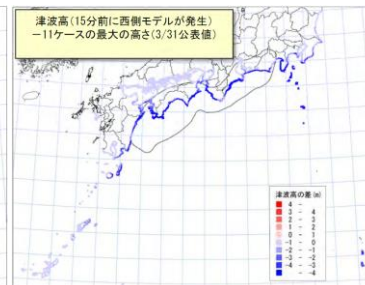 津波高(15分前に西側モデルが発生)
－11ケースの最大の高さ(3/31公表値)
津波高の差(m)
4 -
3 - 4
2 - 3
1 - 2
0 - 1
-1 - 0
-2 - -1
-3 - -2
-4 - -3
- -4